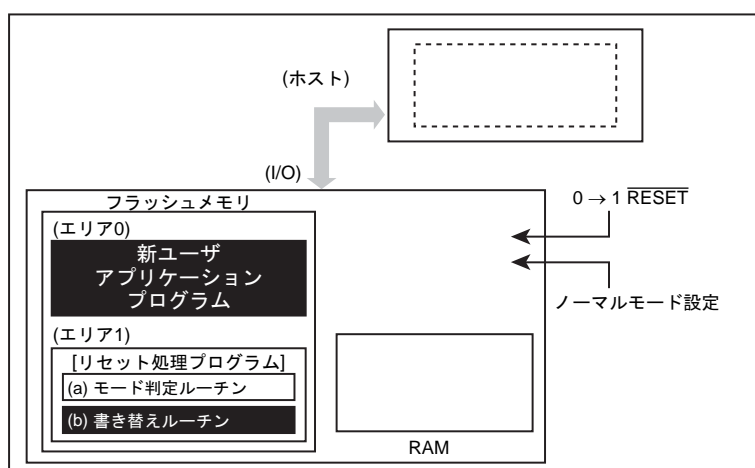 (ホスト)
(I/O)
フラッシュメモリ
0 → 1 RESET
(エリア0)
新ユーザ
アプリケーション
プログラム
ノーマルモード設定
(エリア1)
[リセット処理プログラム]
(a) モード判定ルーチン
(b) 書き替えルーチン
RAM